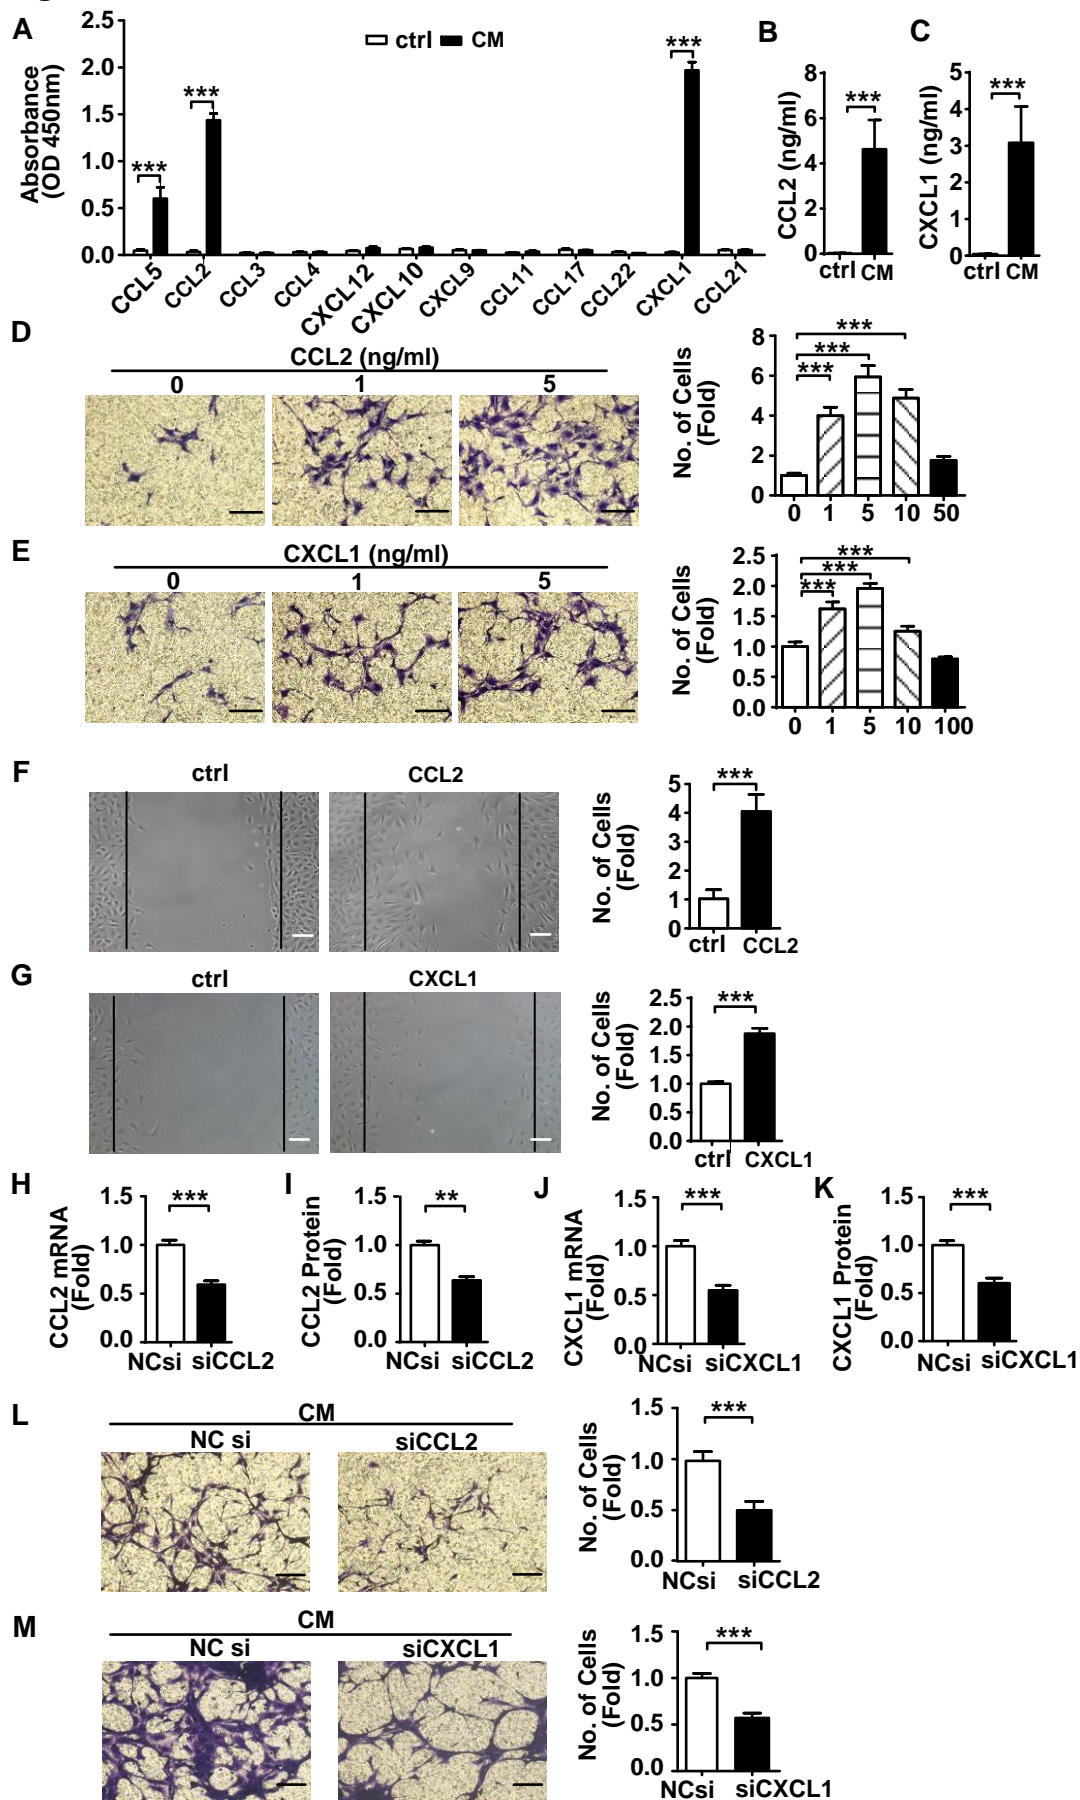 A
2.5
2.0
1.5
1.0
0.5
0.0
Absorbance
(OD 450nm)
ctrl CM
***
***
***
CCL5 CCL2 CCL3 CCL4 CXCL12 CXCL10 CXCL9 CCL11 CCL17 CCL22 CXCL1 CCL21
B
CCL2 (ng/ml)
8
6
4
2
0
***
ctrl CM
C
CXCL1 (ng/ml)
5
4
3
2
1
0
***
ctrl CM
D
CCL2 (ng/ml)
0 1 5
No. of Cells
(Fold)
8
6
4
2
0
***
***
***
0 1 5 10 50
E
CXCL1 (ng/ml)
0 1 5
No. of Cells
(Fold)
2.5
2.0
1.5
1.0
0.5
0.0
***
***
***
0 1 5 10 100
F
ctrl CCL2
No. of Cells
(Fold)
5
4
3
2
1
0
***
ctrl CCL2
G
ctrl CXCL1
No. of Cells
(Fold)
2.5
2.0
1.5
1.0
0.5
0.0
***
ctrl CXCL1
H
CCL2 mRNA
(Fold)
1.5
1.0
0.5
0.0
***
NCsi siCCL2
I
CCL2 Protein
(Fold)
1.5
1.0
0.5
0.0
**
NCsi siCCL2
J
CXCL1 mRNA
(Fold)
1.5
1.0
0.5
0.0
***
NCsi siCXCL1
K
CXCL1 Protein
(Fold)
1.5
1.0
0.5
0.0
***
NCsi siCXCL1
L
CM
NC si siCCL2
No. of Cells
(Fold)
1.5
1.0
0.5
0.0
***
NCsi siCCL2
M
CM
NC si siCXCL1
No. of Cells
(Fold)
1.5
1.0
0.5
0.0
***
NCsi siCXCL1